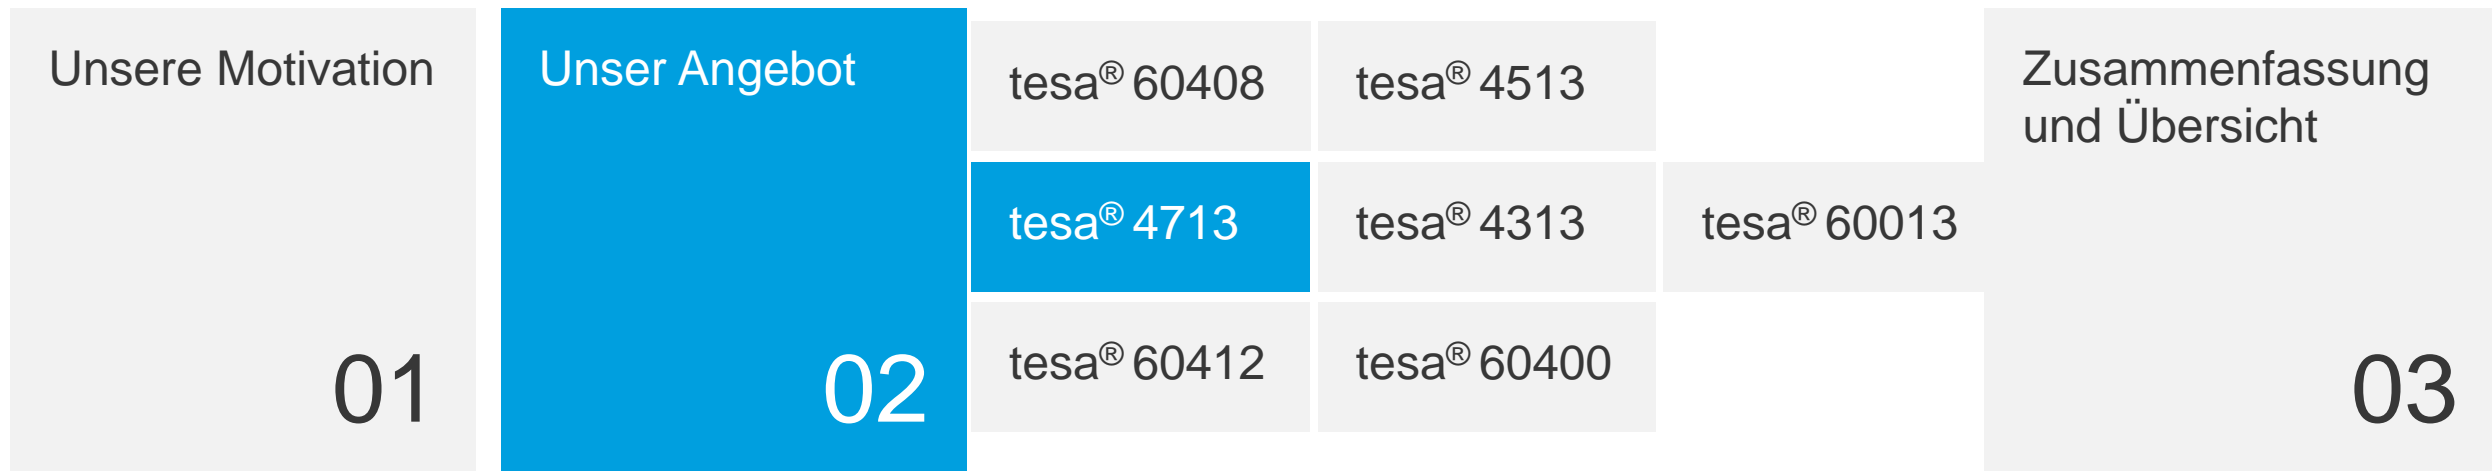 Unsere Motivation
01
Unser Angebot
02
tesa® 60408
tesa® 4513
tesa® 4713
tesa® 4313
tesa® 60013
tesa® 60412
tesa® 60400
Zusammenfassung
und Übersicht
03